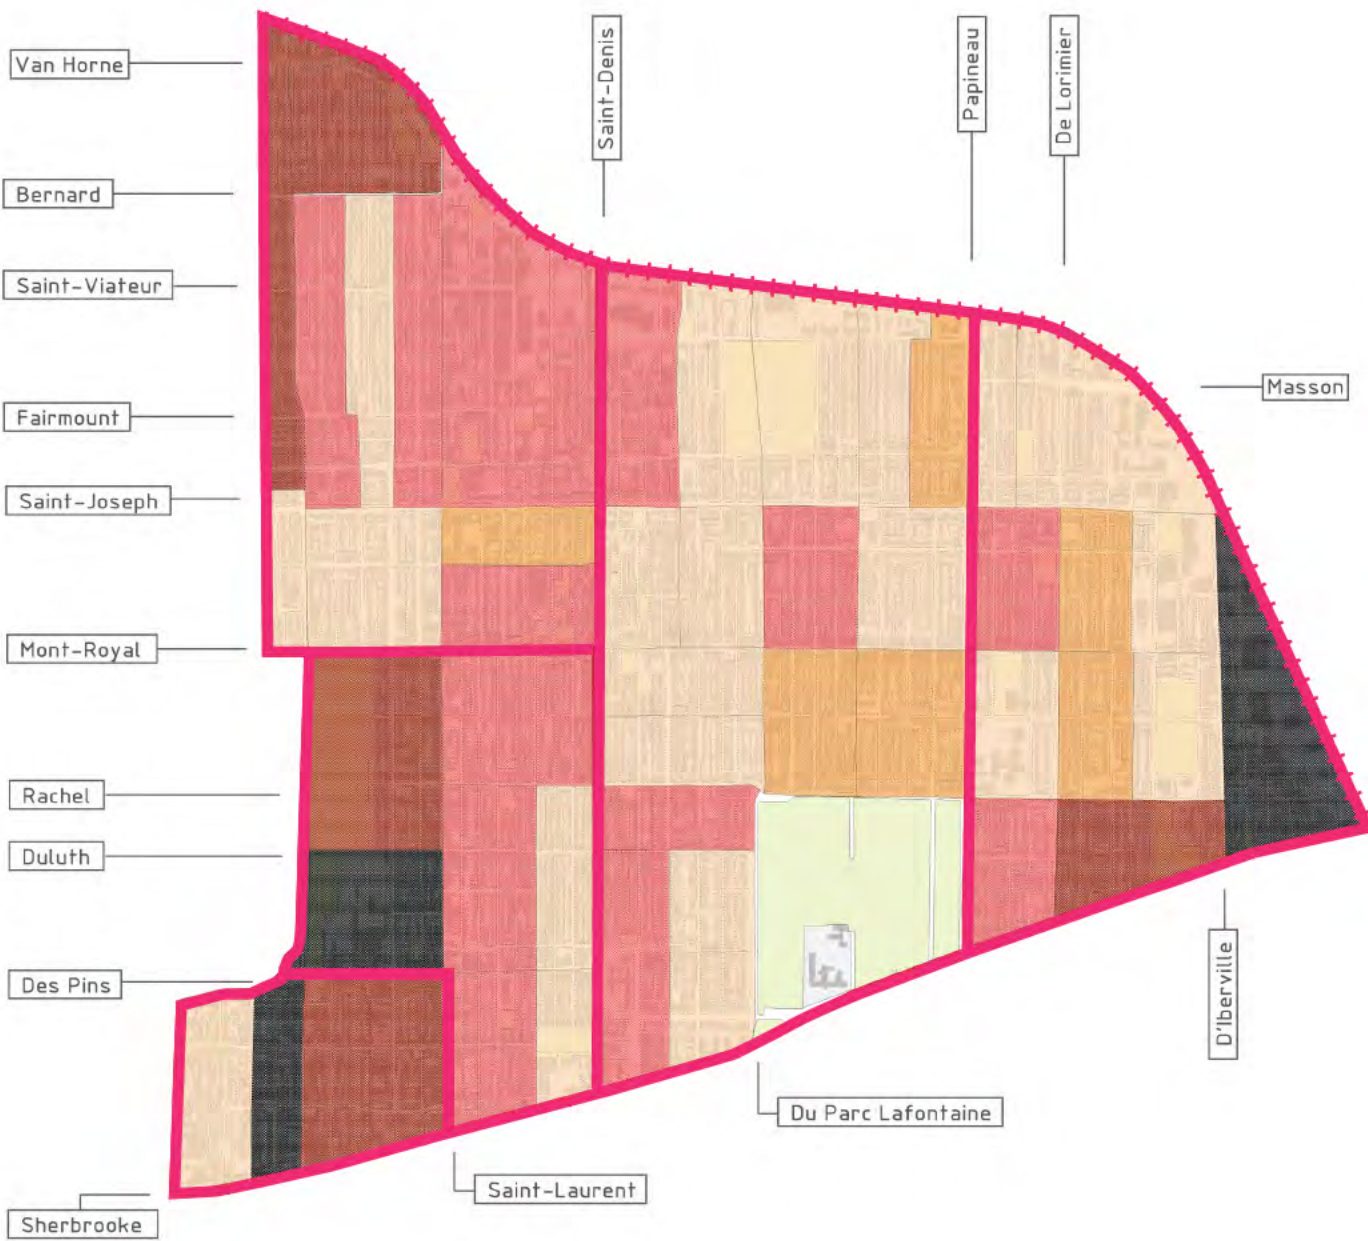 Van Horne
Bernard
Saint-Viateur
Fairmount
Saint-Joseph
Mont-Royal
Rachel
Duluth
Des Pins
Sherbrooke
Saint-Denis
Papineau
De Lorimier
Masson
D'Iberville
Du Parc Lafontaine
Saint-Laurent